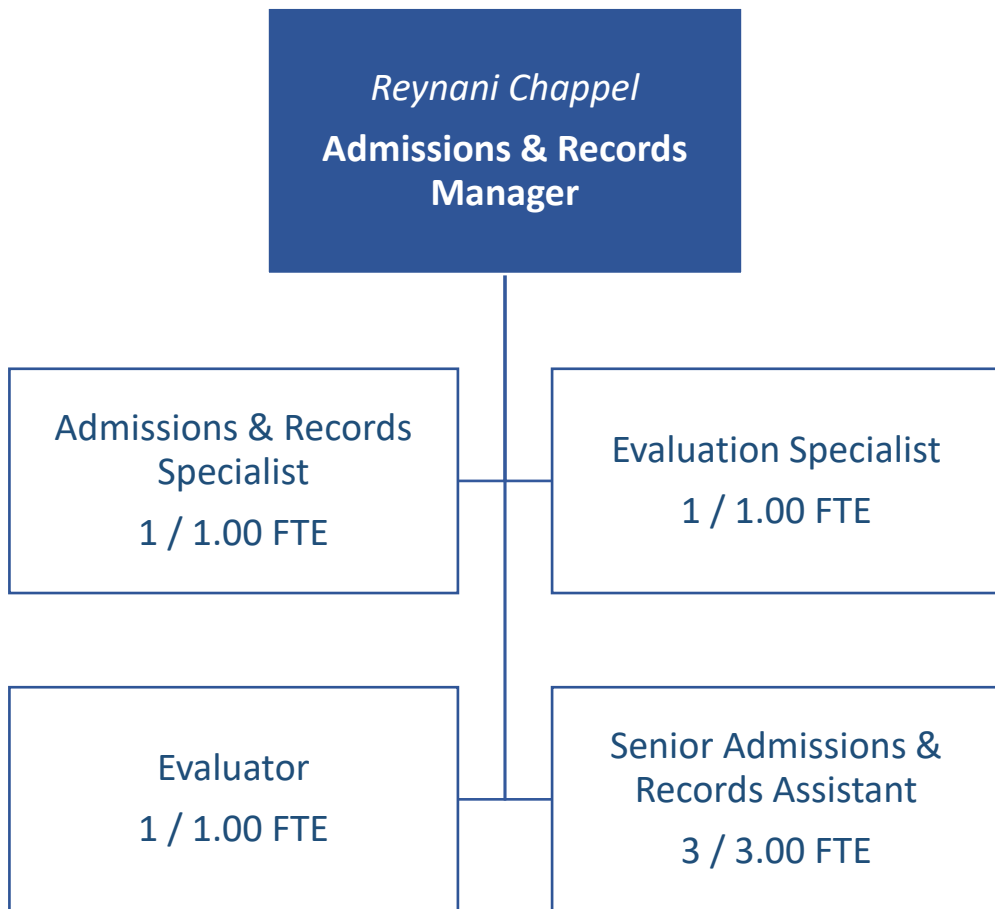 Reynani Chappel
Admissions & Records
Manager
Admissions & Records
Specialist
1 / 1.00 FTE
Evaluation Specialist
1 / 1.00 FTE
Evaluator
1 / 1.00 FTE
Senior Admissions &
Records Assistant
3 / 3.00 FTE